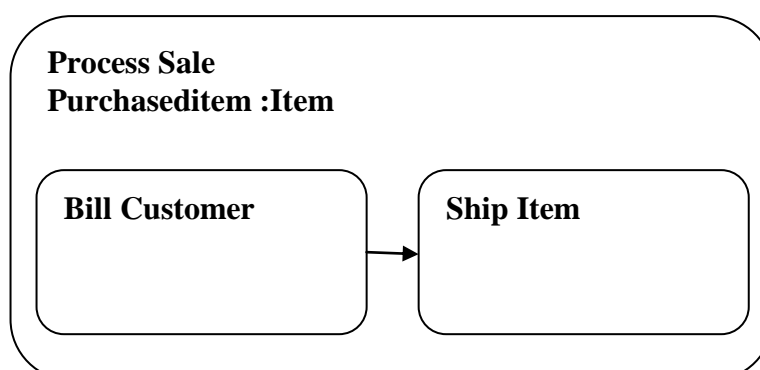 Process Sale
Purchaseditem :Item
Bill Customer
Ship Item